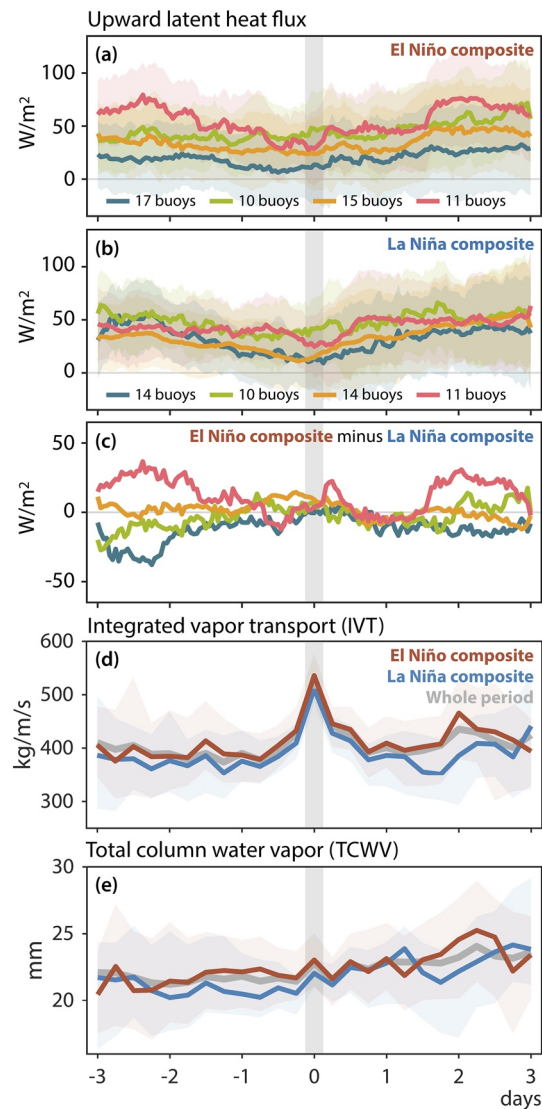 Upward latent heat flux
(a)
El Niño composite
100
50
0
W/m²
17 buoys 10 buoys 15 buoys 11 buoys
(b)
La Niña composite
100
50
0
W/m²
14 buoys 10 buoys 14 buoys 11 buoys
(c)
El Niño composite minus La Niña composite
50
0
-50
W/m²
Integrated vapor transport (IVT)
(d)
El Niño composite
La Niña composite
Whole period
600
500
400
300
kg/m/s
Total column water vapor (TCWV)
(e)
30
25
20
mm
-3 -2 -1 0 1 2 3
days